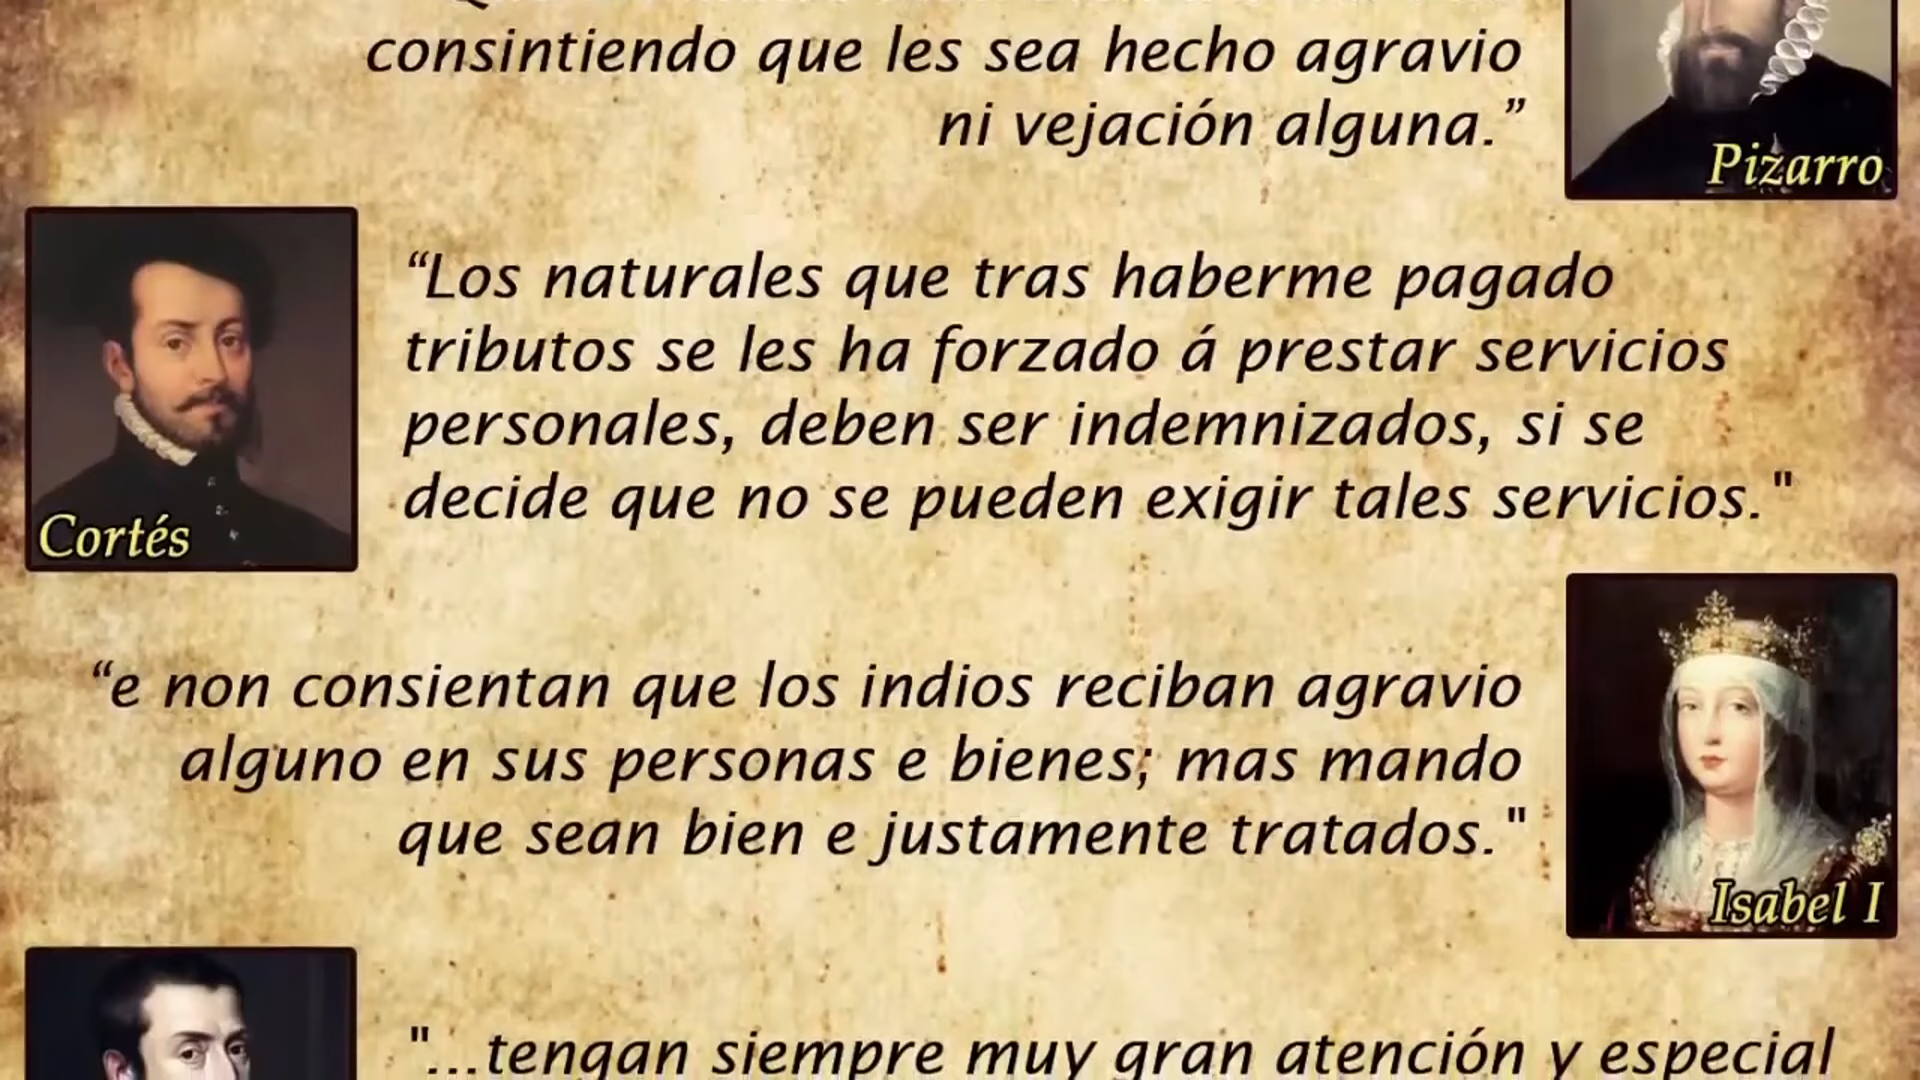 consintiendo que les sea hecho agravio
ni vejación alguna.”
Pizarro
“Los naturales que tras haberme pagado
tributos se les ha forzado á prestar servicios
personales, deben ser indemnizados, si se
decide que no se pueden exigir tales servicios."
Cortés
“e non consientan que los indios reciban agravio
alguno en sus personas e bienes; mas mando
que sean bien e justamente tratados."
Isabel I
"...tengan siempre muy gran atención y especial